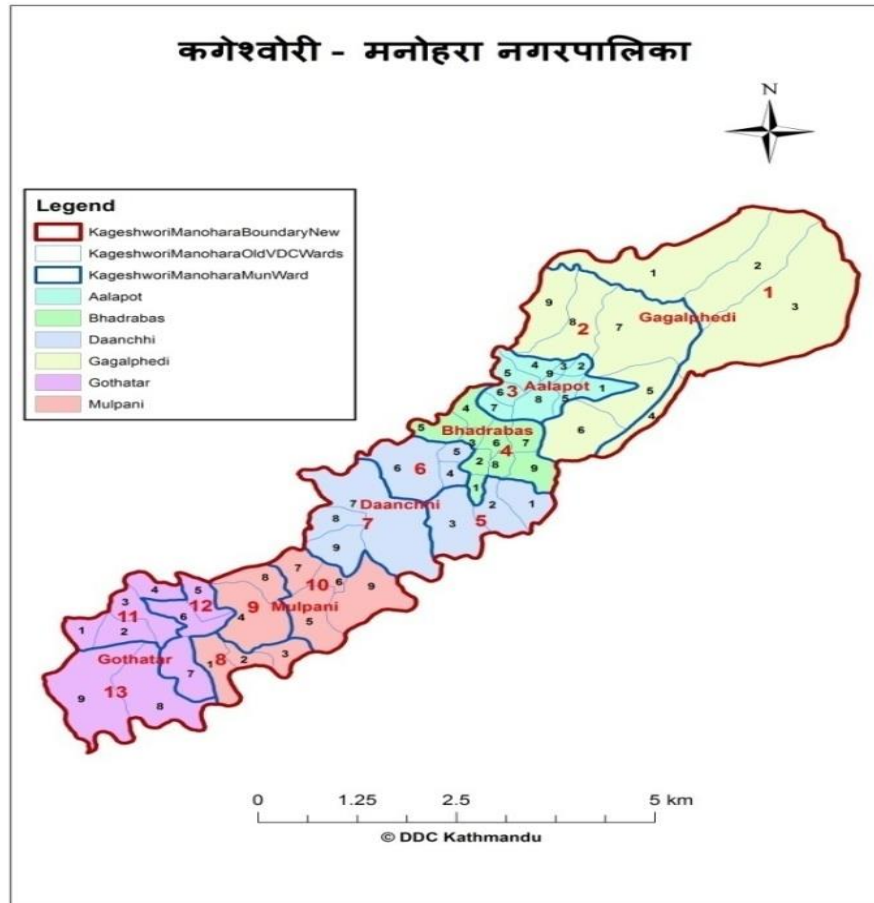 कगेश्वोरी - मनोहरा नगरपालिका
N
Legend
KageshworiManoharaBoundaryNew
KageshworiManoharaOldVDCWards
KageshworiManoharaMunWard
Aalapot
Bhadrabas
Daanchhi
Gagalphedi
Gothatar
Mulpani
1 2
1
3
Gagalphedi
9 8 7
2
5 4
6
5 4 9 3 2
1
6 3 Aalapot
7 8 5
4
5
Bhadrabas
3 6 7
4
2 8 9
1
5
6 6
4
7 Daanchhi
8 7
9
2 1
3 5
7
8 10 6 9
9 Mulpani
4 5
4 5
3 12
11 6
1 2
Gothatar
1 8 2 3
7
9 13 8
0 1.25 2.5 5 km
© DDC Kathmandu